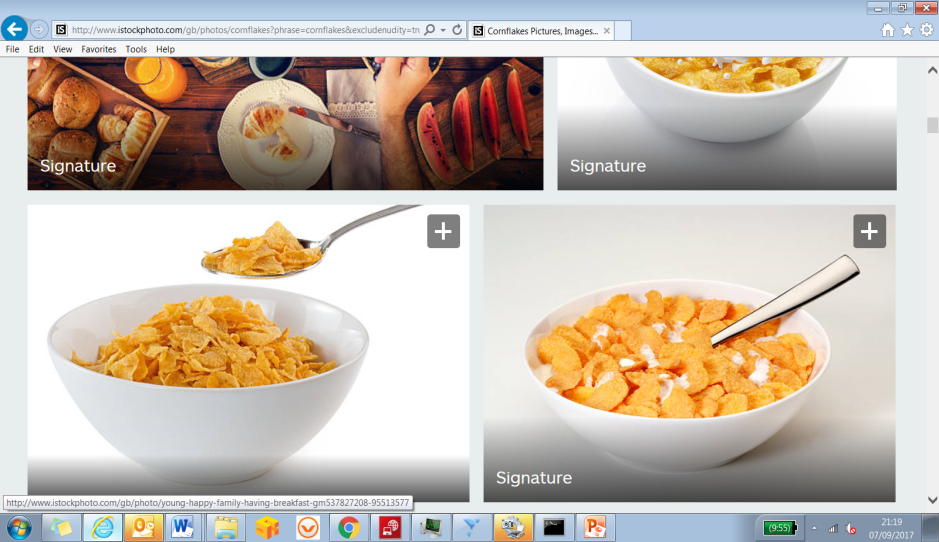 http://www.istockphoto.com/gb/photos/cornflakes?phrase=cornflakes&excludenudity=tr
iS Cornflakes Pictures, Images...
File Edit View Favorites Tools Help
Signature
Signature
Signature
http://www.istockphoto.com/gb/photo/young-happy-family-having-breakfast-gm537827208-95513577
(9:55)
21:19
07/09/2017